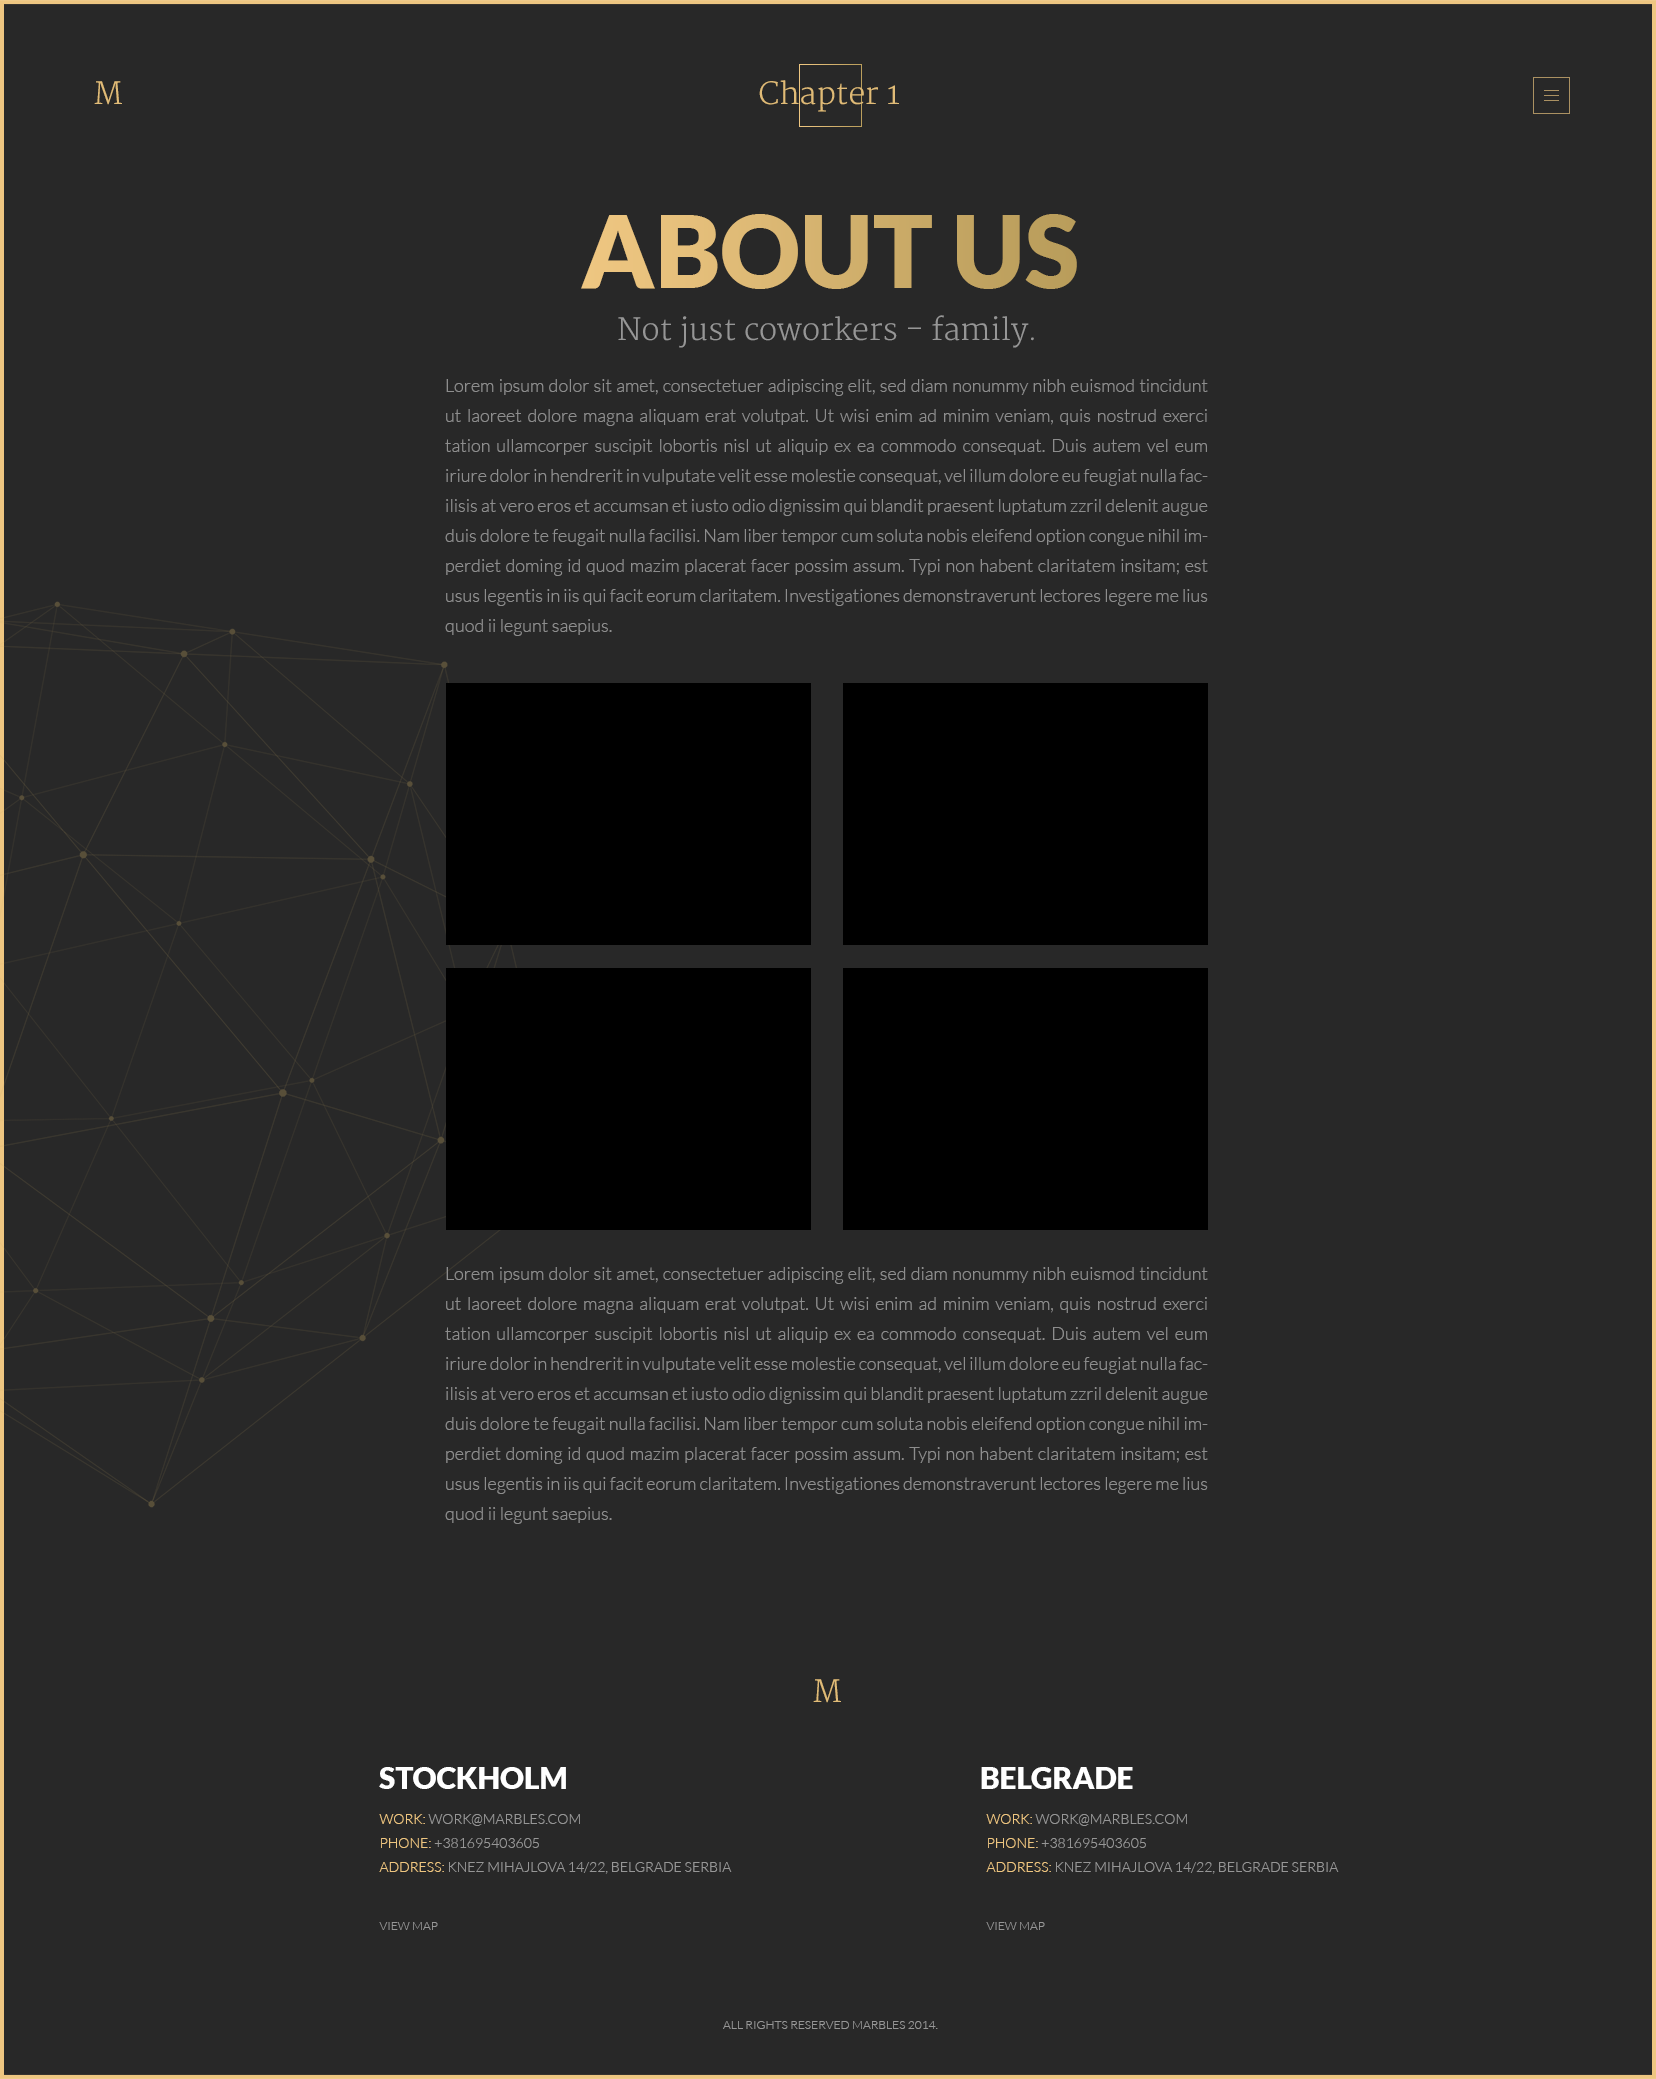 M
Chapter 1
ABOUT US
Not just coworkers – family.
Lorem ipsum dolor sit amet, consectetuer adipiscing elit, sed diam nonummy nibh euismod tincidunt
ut laoreet dolore magna aliquam erat volutpat. Ut wisi enim ad minim veniam, quis nostrud exerci
tation ullamcorper suscipit lobortis nisl ut aliquip ex ea commodo consequat. Duis autem vel eum
iriure dolor in hendrerit in vulputate velit esse molestie consequat, vel illum dolore eu feugiat nulla fac-
ilisis at vero eros et accumsan et iusto odio dignissim qui blandit praesent luptatum zzril delenit augue
duis dolore te feugait nulla facilisi. Nam liber tempor cum soluta nobis eleifend option congue nihil im-
perdiet doming id quod mazim placerat facer possim assum. Typi non habent claritatem insitam; est
usus legentis in iis qui facit eorum claritatem. Investigationes demonstraverunt lectores legere me lius
quod ii legunt saepius.
Lorem ipsum dolor sit amet, consectetuer adipiscing elit, sed diam nonummy nibh euismod tincidunt
ut laoreet dolore magna aliquam erat volutpat. Ut wisi enim ad minim veniam, quis nostrud exerci
tation ullamcorper suscipit lobortis nisl ut aliquip ex ea commodo consequat. Duis autem vel eum
iriure dolor in hendrerit in vulputate velit esse molestie consequat, vel illum dolore eu feugiat nulla fac-
ilisis at vero eros et accumsan et iusto odio dignissim qui blandit praesent luptatum zzril delenit augue
duis dolore te feugait nulla facilisi. Nam liber tempor cum soluta nobis eleifend option congue nihil im-
perdiet doming id quod mazim placerat facer possim assum. Typi non habent claritatem insitam; est
usus legentis in iis qui facit eorum claritatem. Investigationes demonstraverunt lectores legere me lius
quod ii legunt saepius.
M
STOCKHOLM
WORK: WORK@MARBLES.COM
PHONE: +381695403605
ADDRESS: KNEZ MIHAJLOVA 14/22, BELGRADE SERBIA
VIEW MAP
BELGRADE
WORK: WORK@MARBLES.COM
PHONE: +381695403605
ADDRESS: KNEZ MIHAJLOVA 14/22, BELGRADE SERBIA
VIEW MAP
ALL RIGHTS RESERVED MARBLES 2014.